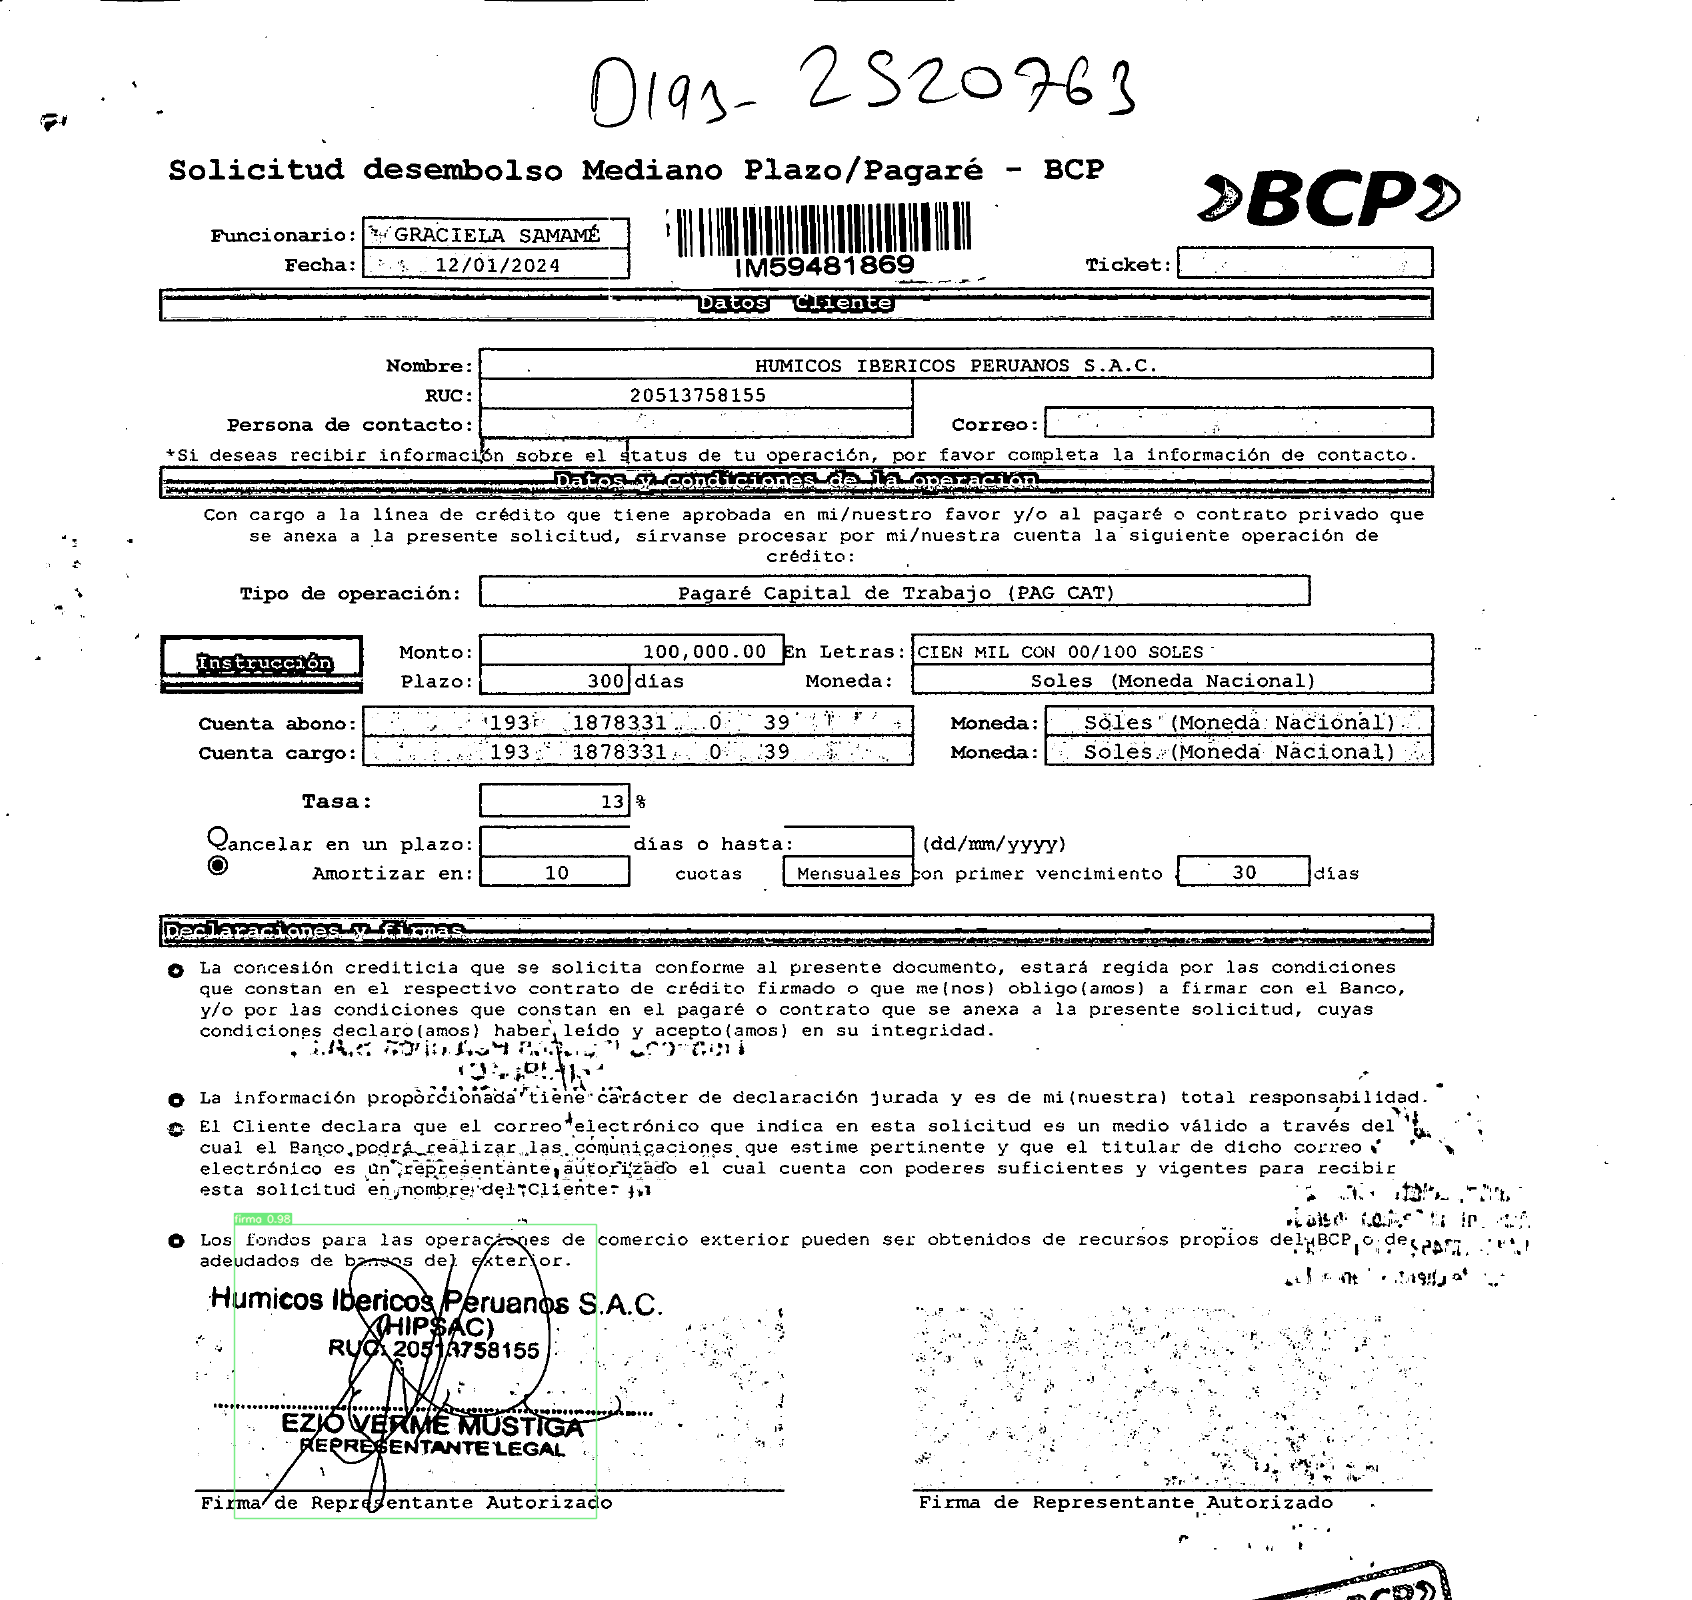 D193- 2520763
Solicitud desembolso Mediano Plazo/Pagaré - BCP
»BCP»
Funcionario: GRACIELA SAMAMÉ
Fecha: 12/01/2024
IM59481869
Ticket:
Datos Cliente
Nombre: HUMICOS IBERICOS PERUANOS S.A.C.
RUC: 20513758155
Persona de contacto: Correo:
*Si deseas recibir información sobre el status de tu operación, por favor completa la información de contacto.
Datos y condiciones de la operación
Con cargo a la línea de crédito que tiene aprobada en mi/nuestro favor y/o al pagaré o contrato privado que
se anexa a la presente solicitud, sírvanse procesar por mi/nuestra cuenta la siguiente operación de
crédito:
Tipo de operación: Pagaré Capital de Trabajo (PAG CAT)
Instrucción
Monto: 100,000.00 En Letras: CIEN MIL CON 00/100 SOLES
Plazo: 300 días Moneda: Soles (Moneda Nacional)
Cuenta abono: 193 1878331 0 39 Moneda: Soles (Moneda Nacional)
Cuenta cargo: 193 1878331 0 39 Moneda: Soles (Moneda Nacional)
Tasa: 13 %
Cancelar en un plazo: días o hasta: (dd/mm/yyyy)
Amortizar en: 10 cuotas Mensuales con primer vencimiento 30 días
Declaraciones y firmas
La concesión crediticia que se solicita conforme al presente documento, estará regida por las condiciones
que constan en el respectivo contrato de crédito firmado o que me(nos) obligo(amos) a firmar con el Banco,
y/o por las condiciones que constan en el pagaré o contrato que se anexa a la presente solicitud, cuyas
condiciones declaro(amos) haber leído y acepto(amos) en su integridad.
La información proporcionada tiene carácter de declaración jurada y es de mi(nuestra) total responsabilidad.
El Cliente declara que el correo electrónico que indica en esta solicitud es un medio válido a través del
cual el Banco podrá realizar las comunicaciones que estime pertinente y que el titular de dicho correo
electrónico es un representante autorizado el cual cuenta con poderes suficientes y vigentes para recibir
esta solicitud en nombre del Cliente.
firma 0.98
Los fondos para las operaciones de comercio exterior pueden ser obtenidos de recursos propios del BCP o de
adeudados de bancos del exterior.
Humicos Ibericos Peruanos S.A.C.
(HIPSAC)
RUC: 20513758155
EZIO VERME MUSTIGA
REPRESENTANTE LEGAL
Firma de Representante Autorizado
Firma de Representante Autorizado
BCP»